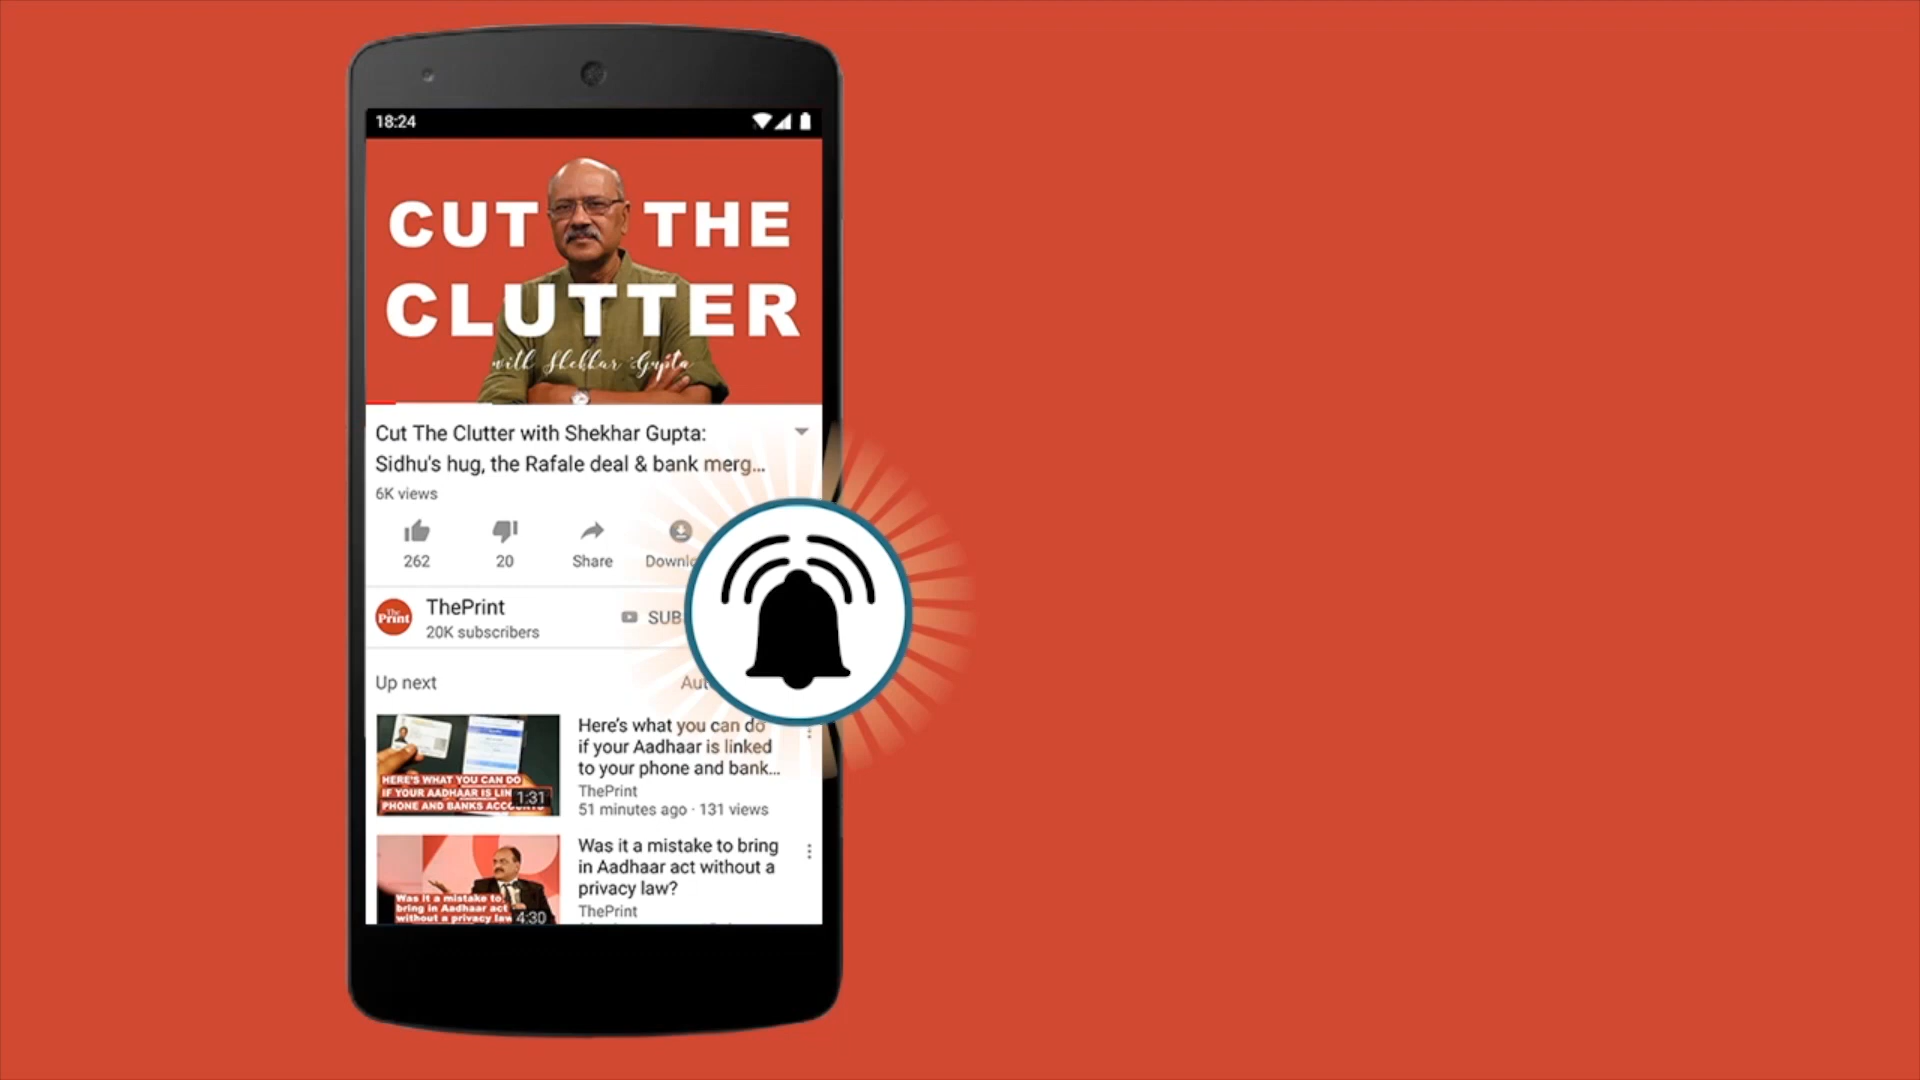 18:24
CUT THE
CLUTTER
with Shekhar Gupta
Cut The Clutter with Shekhar Gupta:
Sidhu's hug, the Rafale deal & bank merg...
6K views
262
20
Share
Downlo
The
Print
ThePrint
20K subscribers
SUB
Up next
Aut
HERE'S WHAT YOU CAN DO
IF YOUR AADHAAR IS LIN
PHONE AND BANKS ACCOUNTS
1:31
Here's what you can do
if your Aadhaar is linked
to your phone and bank...
ThePrint
51 minutes ago · 131 views
Was it a mistake to
bring in Aadhaar act
without a privacy law
4:30
Was it a mistake to bring
in Aadhaar act without a
privacy law?
ThePrint